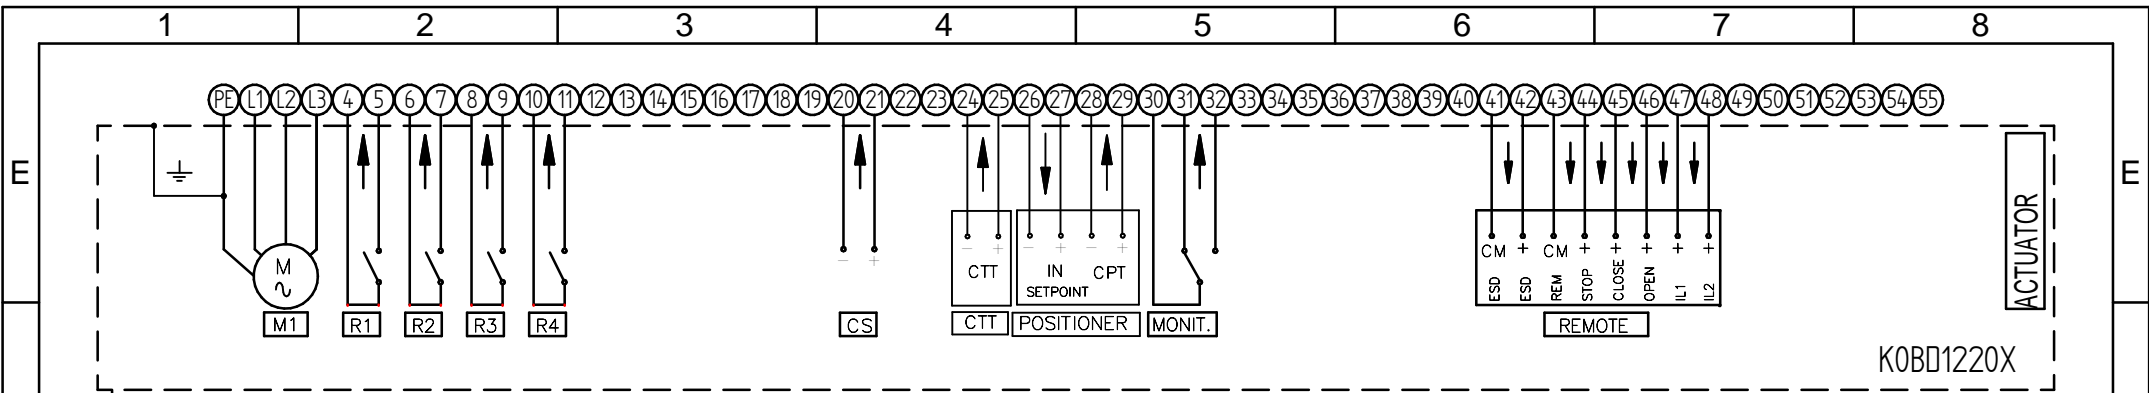 1 2 3 4 5 6 7 8
PE L1 L2 L3 4 5 6 7 8 9 10 11 12 13 14 15 16 17 18 19 20 21 22 23 24 25 26 27 28 29 30 31 32 33 34 35 36 37 38 39 40 41 42 43 44 45 46 47 48 49 50 51 52 53 54 55
E E
ACTUATOR
- + - + - + - +
CM + CM + + + + +
M CTT IN CPT
SETPOINT
ESD ESD REM STOP CLOSE OPEN IL1 IL2
M1 R1 R2 R3 R4 CS CTT POSITIONER MONIT. REMOTE
K0BD1220X